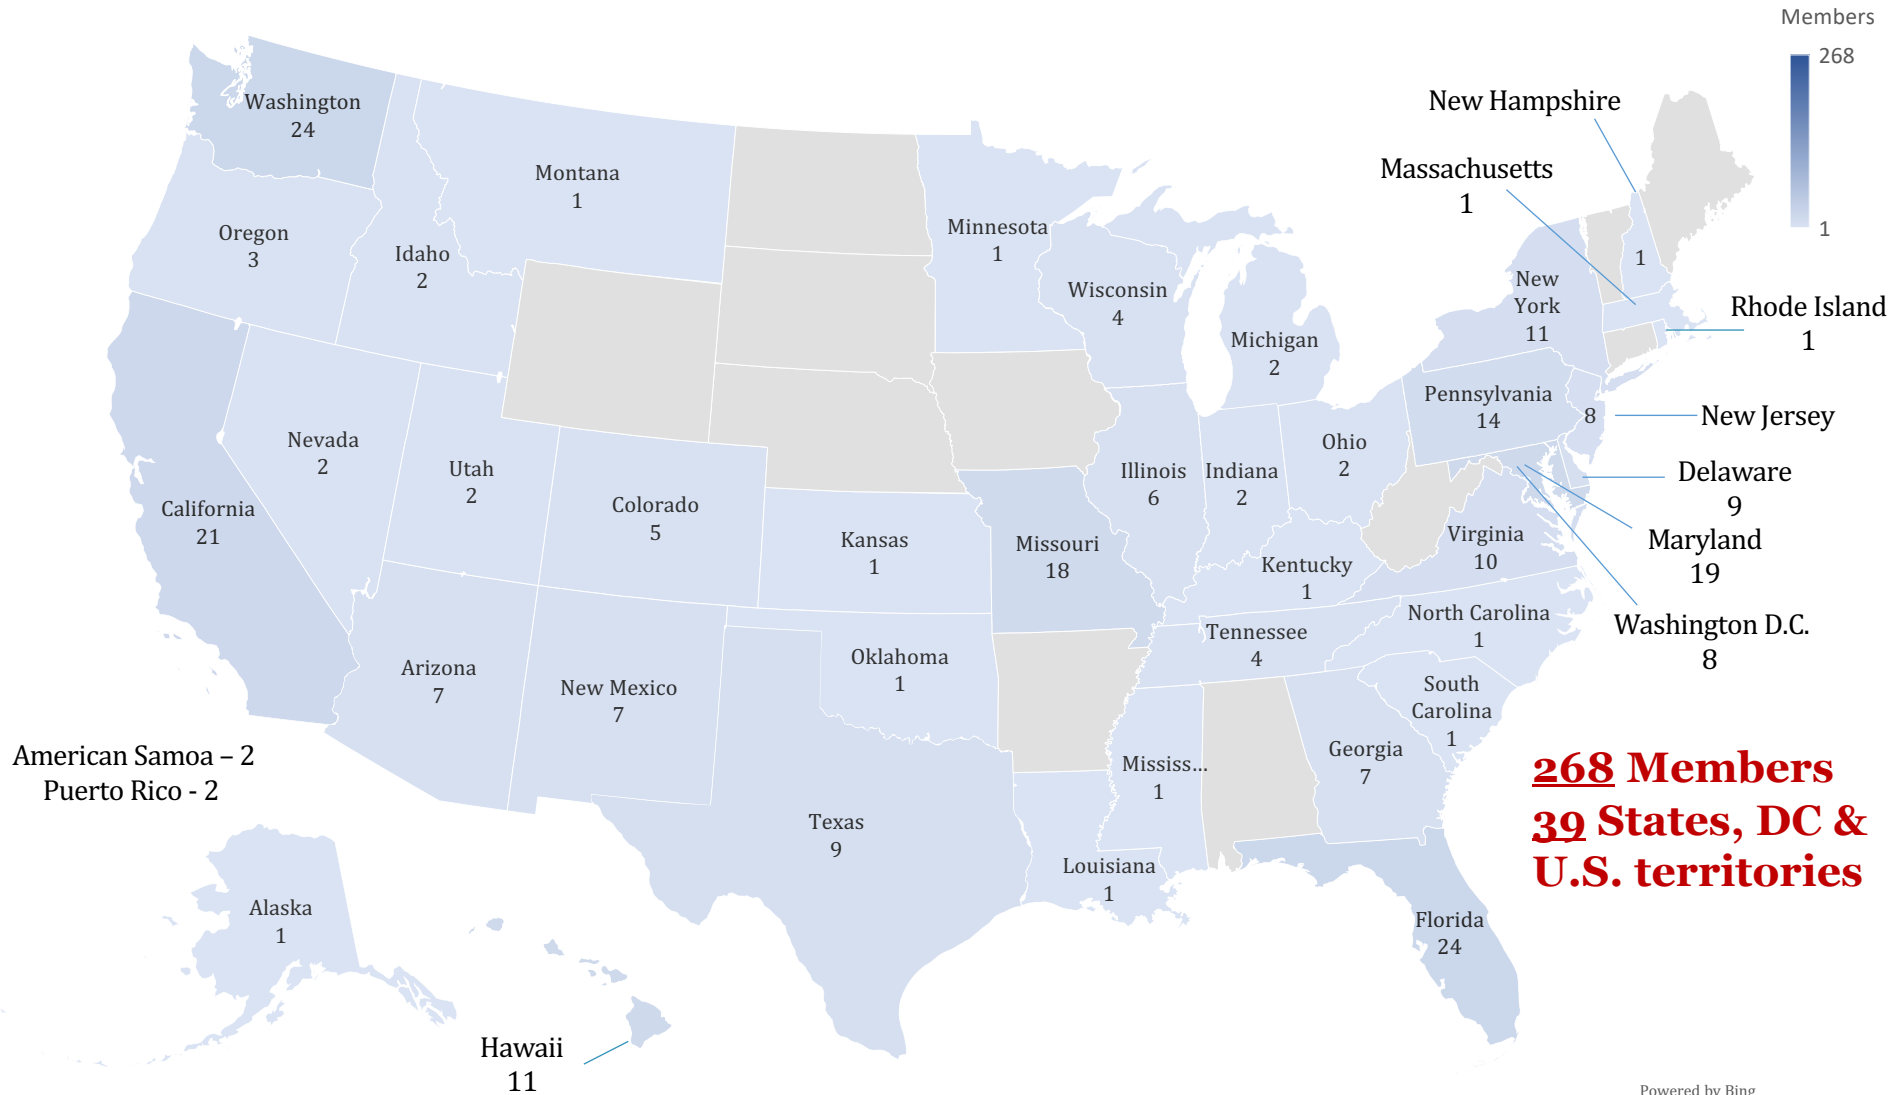 Members
268
1
Washington
24
Montana
1
Oregon
3
Idaho
2
Minnesota
1
Wisconsin
4
Michigan
2
New Hampshire
1
Massachusetts
1
New
York
11
Rhode Island
1
Pennsylvania
14
8
New Jersey
Nevada
2
Utah
2
Colorado
5
California
21
Kansas
1
Missouri
18
Illinois
6
Indiana
2
Ohio
2
Delaware
9
Maryland
19
Virginia
10
Kentucky
1
Washington D.C.
8
North Carolina
1
Tennessee
4
Arizona
7
New Mexico
7
Oklahoma
1
South
Carolina
1
Georgia
7
Mississ...
1
American Samoa – 2
Puerto Rico - 2
268 Members
39 States, DC &
U.S. territories
Texas
9
Louisiana
1
Alaska
1
Florida
24
Hawaii
11
Powered by Bing